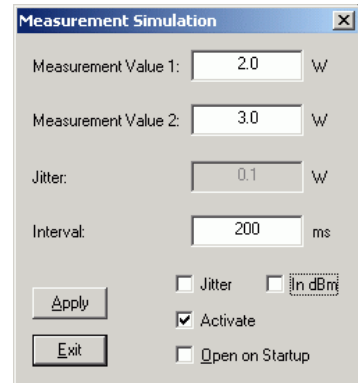 Measurement Simulation
Measurement Value 1: 2.0 W
Measurement Value 2: 3.0 W
Jitter: 0.1 W
Interval: 200 ms
Jitter In dBm
Apply
Activate
Exit
Open on Startup